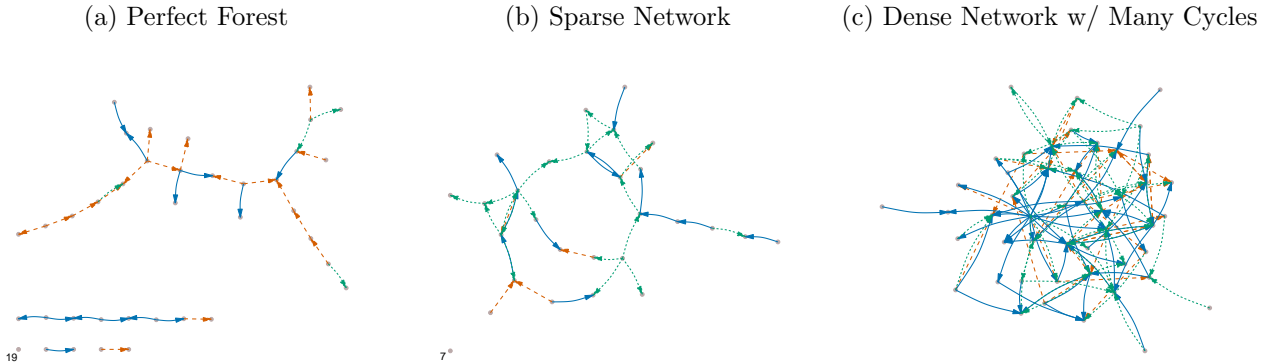 (a) Perfect Forest
(b) Sparse Network
(c) Dense Network w/ Many Cycles
19
7